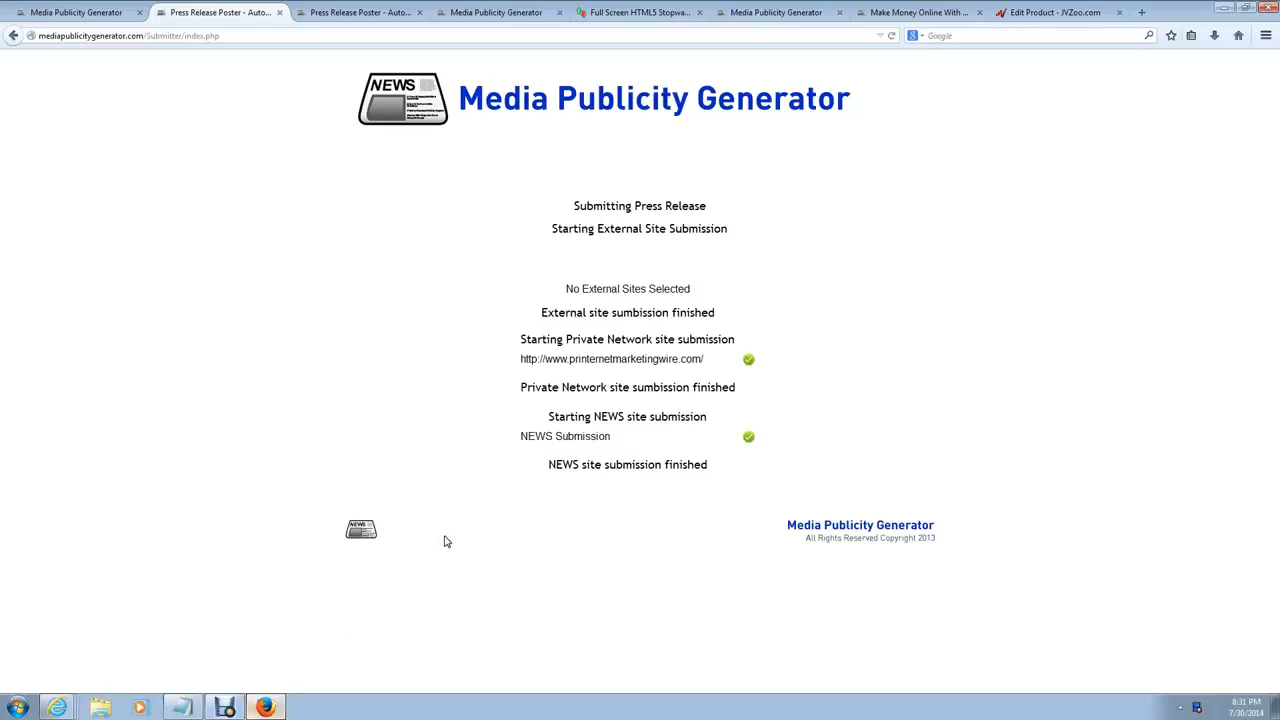 Media Publicity Generator
Press Release Poster - Auto...
Press Release Poster - Auto...
Media Publicity Generator
Full Screen HTML5 Stopwa...
Media Publicity Generator
Make Money Online With ...
Edit Product - JVZoo.com
mediapublicitygenerator.com/Submitter/index.php
Google
NEWS
Media Publicity Generator
Submitting Press Release
Starting External Site Submission
No External Sites Selected
External site sumbission finished
Starting Private Network site submission
http://www.printernetmarketingwire.com/
Private Network site sumbission finished
Starting NEWS site submission
NEWS Submission
NEWS site submission finished
NEWS
Media Publicity Generator
All Rights Reserved Copyright 2013
8:31 PM
7/30/2014